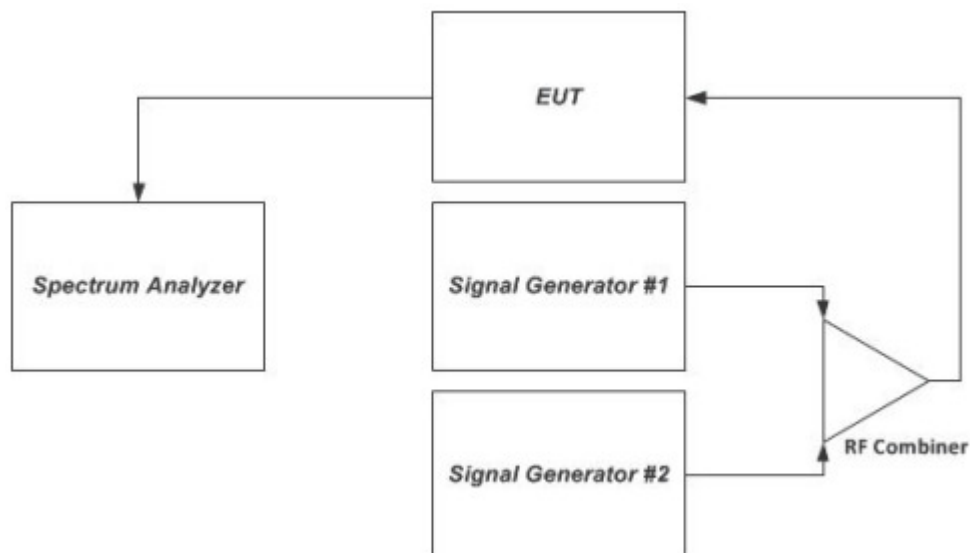 EUT
Spectrum Analyzer
Signal Generator #1
RF Combiner
Signal Generator #2